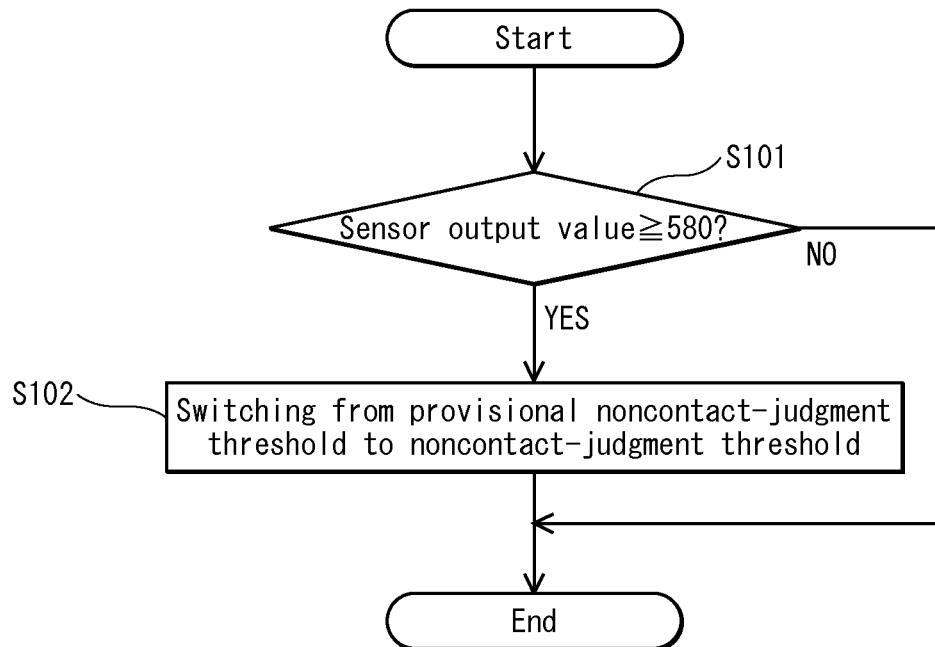 Start
S101
Sensor output value≧580?
NO
YES
S102
Switching from provisional noncontact-judgment
threshold to noncontact-judgment threshold
End